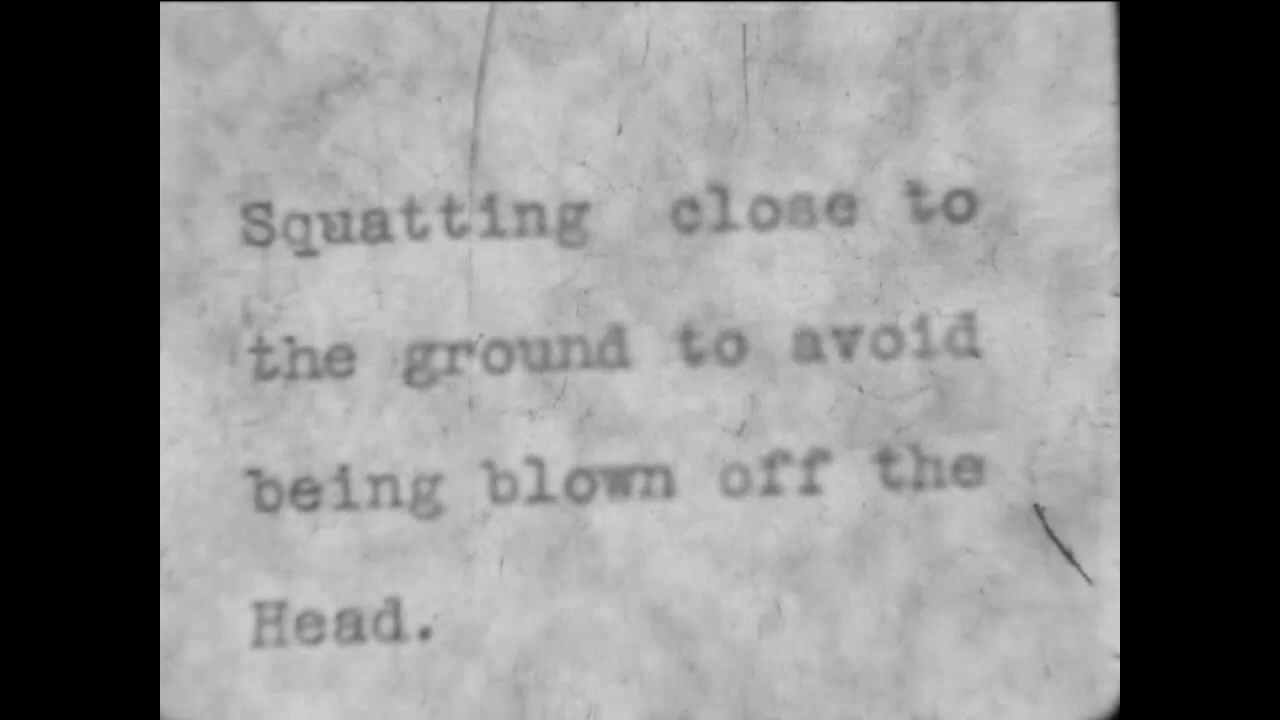 Squatting close to
the ground to avoid
being blown off the
Head.